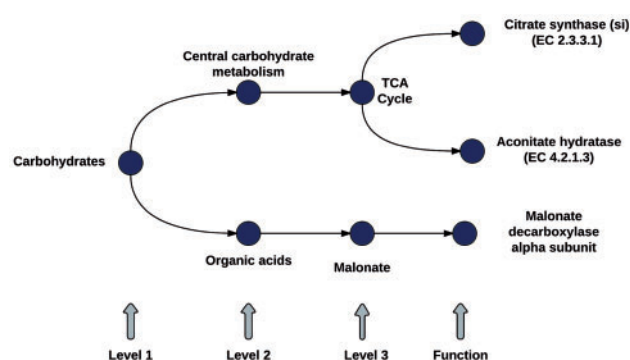 Citrate synthase (si)
(EC 2.3.3.1)
Central carbohydrate
metabolism
TCA
Cycle
Aconitate hydratase
(EC 4.2.1.3)
Carbohydrates
Malonate
decarboxylase
alpha subunit
Organic acids
Malonate
Level 1
Level 2
Level 3
Function